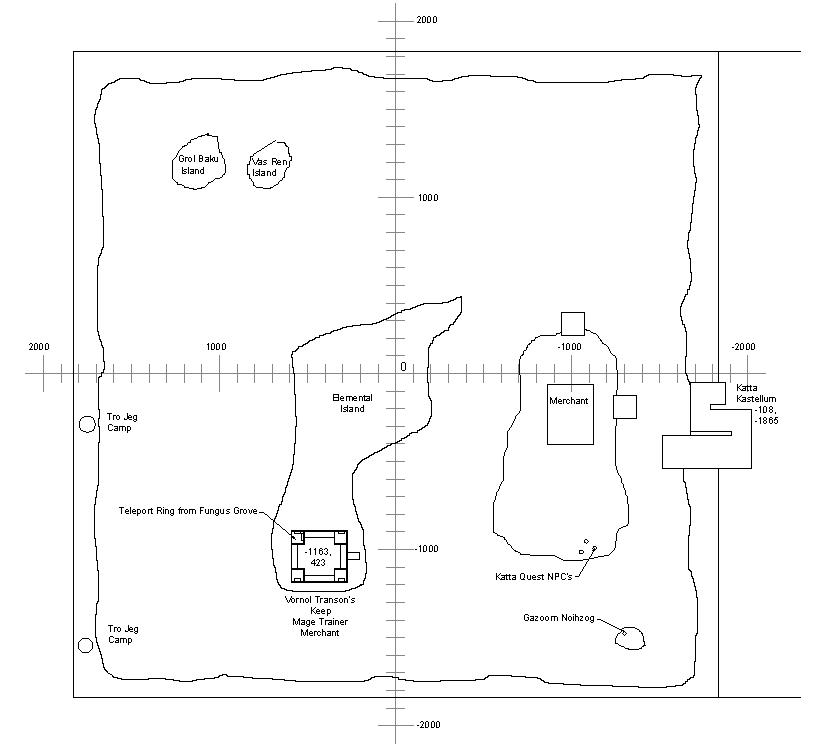 2000
Grol Baku
Island
Vas Ren
Island
1000
2000
1000
0
-1000
-2000
Elemental
Island
Merchant
Katta
Kastellum
-108,
-1865
Tro Jeg
Camp
Teleport Ring from Fungus Grove
-1163,
423
-1000
Katta Quest NPC's
Vornol Transon's
Keep
Mage Trainer
Merchant
Gazoom Noihzog
Tro Jeg
Camp
-2000